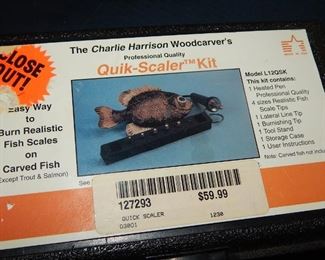 CLOSE
OUT!
The Charlie Harrison Woodcarver's
Professional Quality
Quik-Scaler™ Kit
Easy Way
to
Burn Realistic
Fish Scales
on
Carved Fish
(Except Trout & Salmon)
Model L12QSK
This kit contains:
1 Heated Pen
Professional Quality
4 sizes Realistic Fish
Scale Tips
1 Lateral Line Tip
1 Burnishing Tip
1 Tool Stand
1 Storage Case
1 User Instructions
Note: Carved fish not incl
See
127293
$59.99
QUICK SCALER
1230
D3001